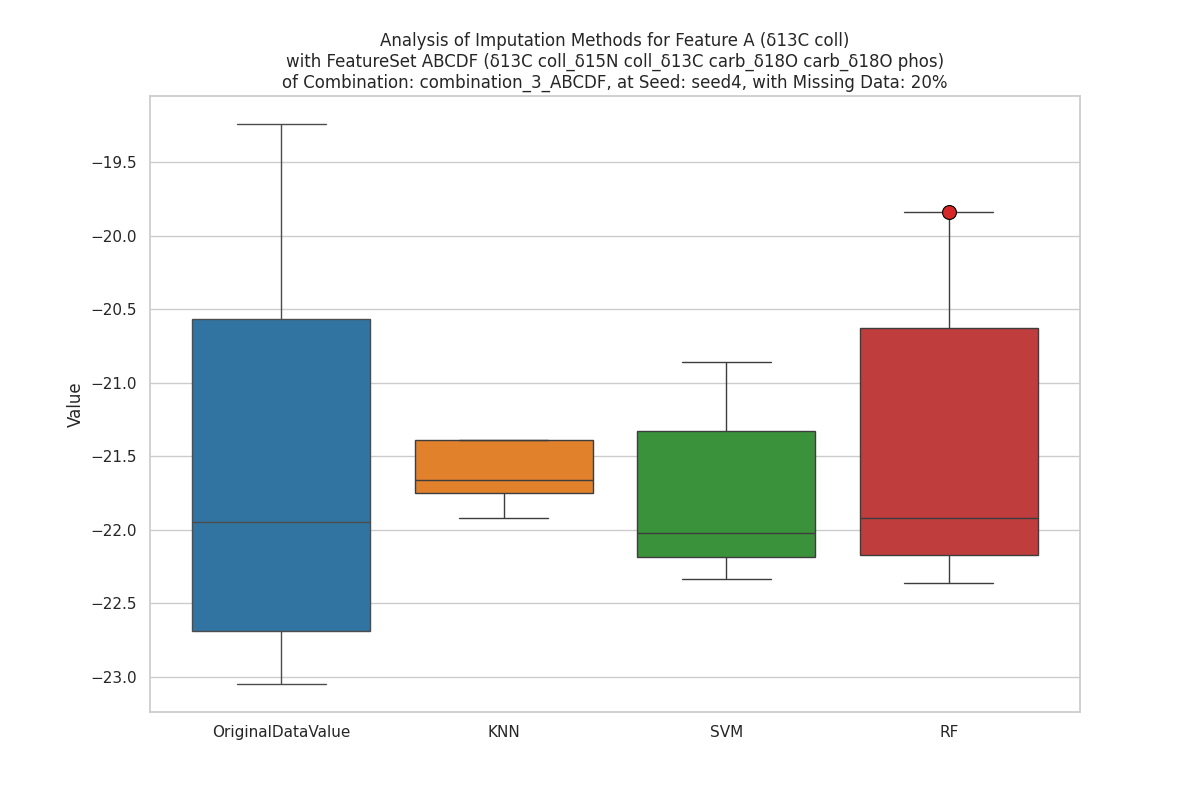 Analysis of Imputation Methods for Feature A (δ13C coll)
with FeatureSet ABCDF (δ13C coll_δ15N coll_δ13C carb_δ18O carb_δ18O phos)
of Combination: combination_3_ABCDF, at Seed: seed4, with Missing Data: 20%
Value
−19.5
−20.0
−20.5
−21.0
−21.5
−22.0
−22.5
−23.0
OriginalDataValue
KNN
SVM
RF